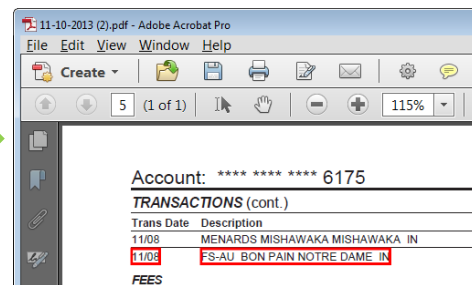 11-10-2013 (2).pdf - Adobe Acrobat Pro
File Edit View Window Help
Create
5 (1 of 1) 115%
Account: **** **** **** 6175
TRANSACTIONS (cont.)
Trans Date Description
11/08 MENARDS MISHAWAKA MISHAWAKA IN
11/08 FS-AU BON PAIN NOTRE DAME IN
FEES